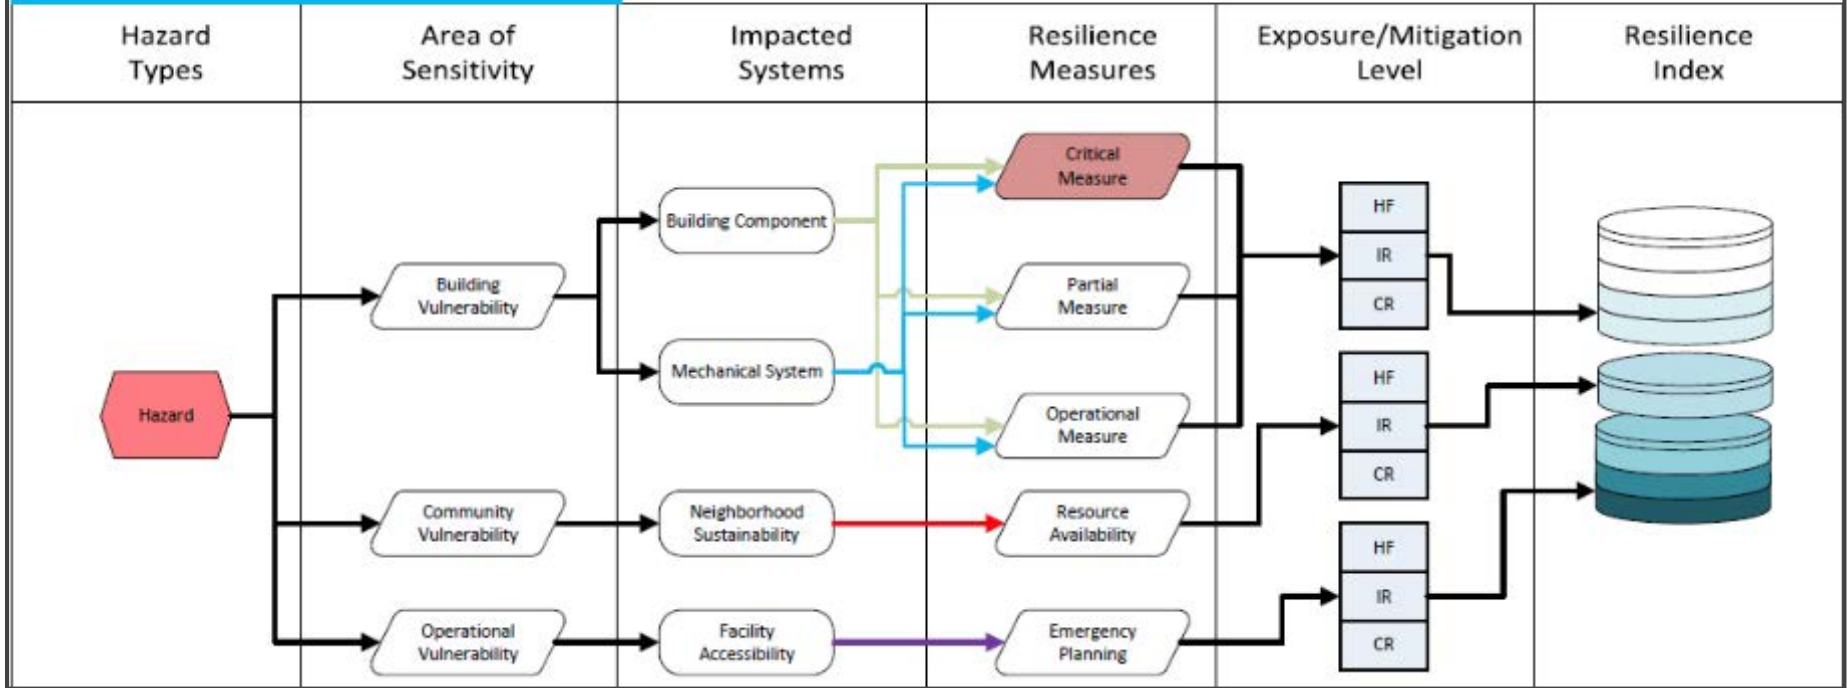 Hazard
Types
Area of
Sensitivity
Impacted
Systems
Resilience
Measures
Exposure/Mitigation
Level
Resilience
Index
Hazard
Building
Vulnerability
Community
Vulnerability
Operational
Vulnerability
Building Component
Mechanical System
Neighborhood
Sustainability
Facility
Accessibility
Critical
Measure
Partial
Measure
Operational
Measure
Resource
Availability
Emergency
Planning
HF
IR
CR
HF
IR
CR
HF
IR
CR